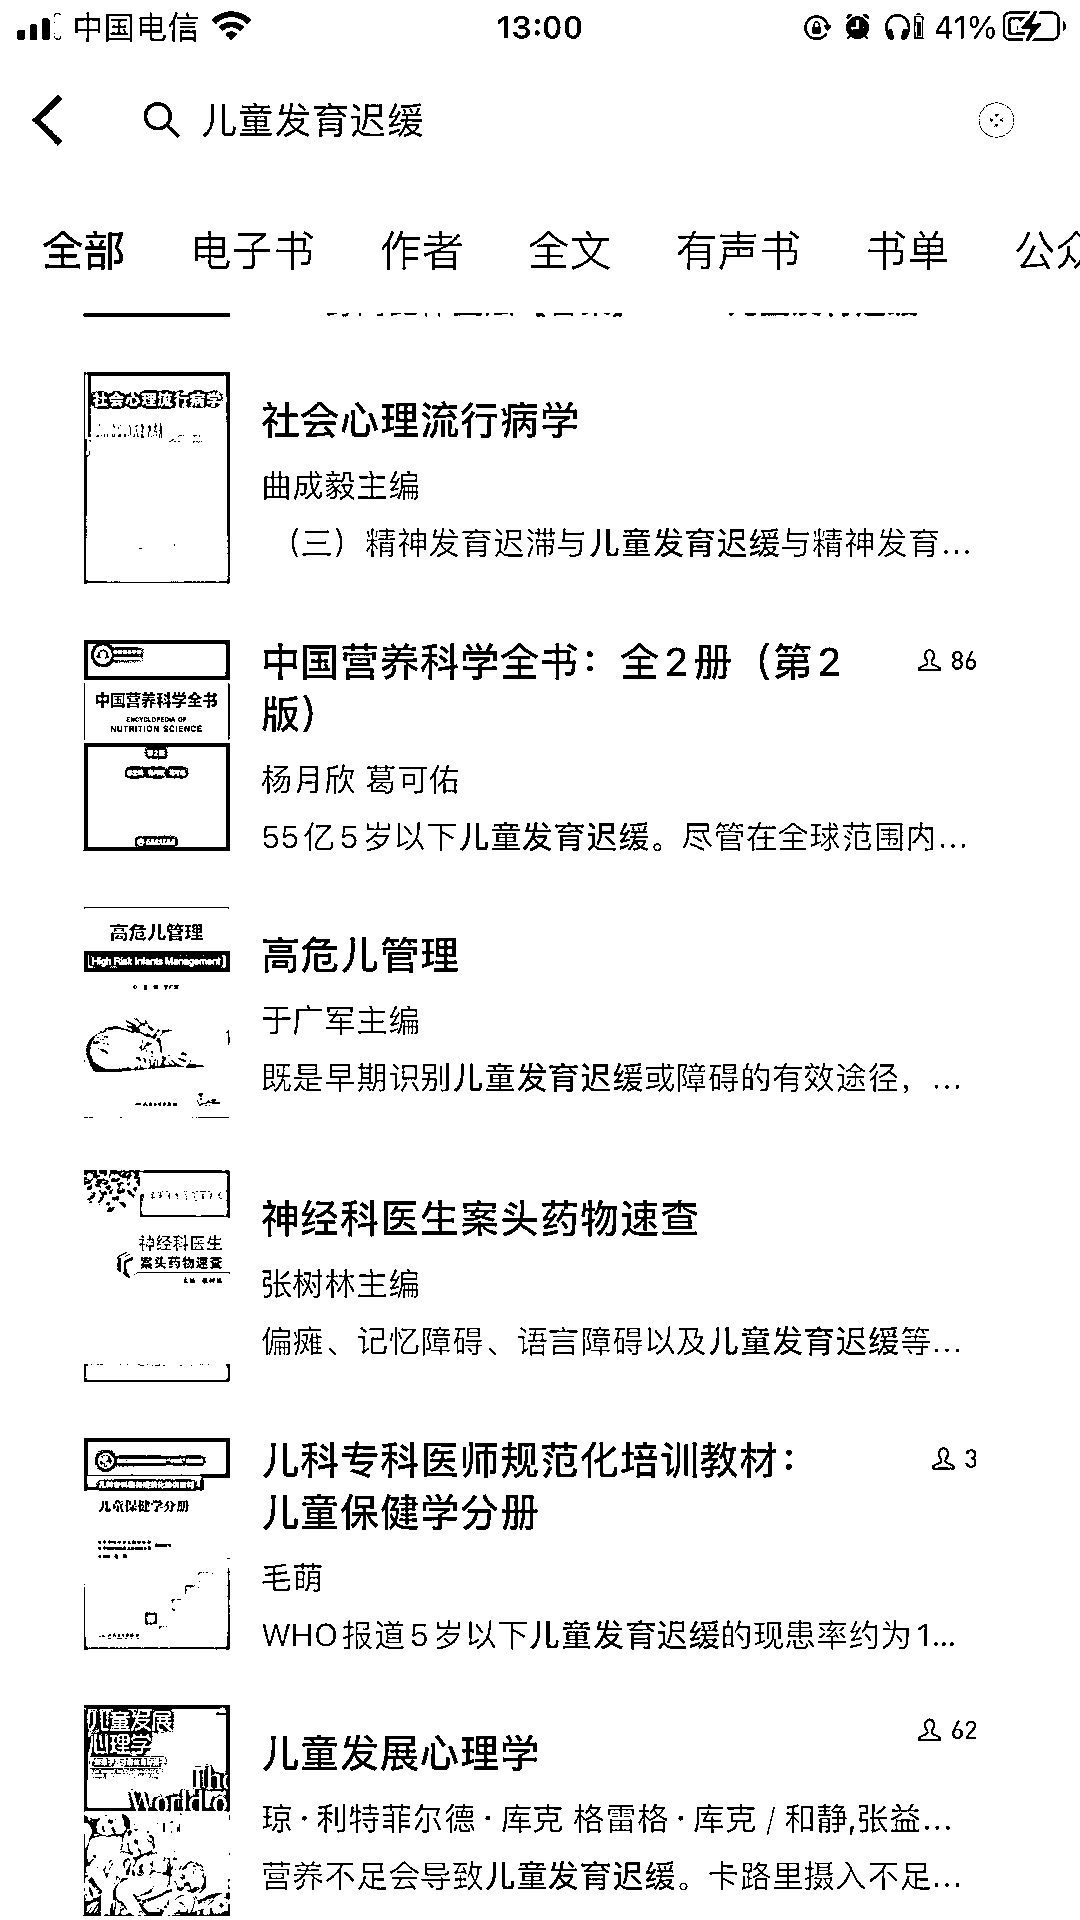 中国电信 13:00 41%
儿童发育迟缓
全部 电子书 作者 全文 有声书 书单 公众
社会心理流行病学
社会心理流行病学
曲成毅主编
（三）精神发育迟滞与儿童发育迟缓与精神发育...
中国营养科学全书
ENCYCLOPEDIA OF
NUTRITION SCIENCE
第2版
中国营养科学全书：全2册（第2
版）
86
杨月欣 葛可佑
55亿5岁以下儿童发育迟缓。尽管在全球范围内...
高危儿管理
High Risk Infants Management
高危儿管理
于广军主编
既是早期识别儿童发育迟缓或障碍的有效途径，...
神经科医生
案头药物速查
神经科医生案头药物速查
张树林主编
偏瘫、记忆障碍、语言障碍以及儿童发育迟缓等...
儿童保健学分册
儿科专科医师规范化培训教材：
儿童保健学分册
3
毛萌
WHO报道5岁以下儿童发育迟缓的现患率约为1...
儿童发展
心理学
The
World of
儿童发展心理学
62
琼·利特菲尔德·库克 格雷格·库克 / 和静,张益...
营养不足会导致儿童发育迟缓。卡路里摄入不足...